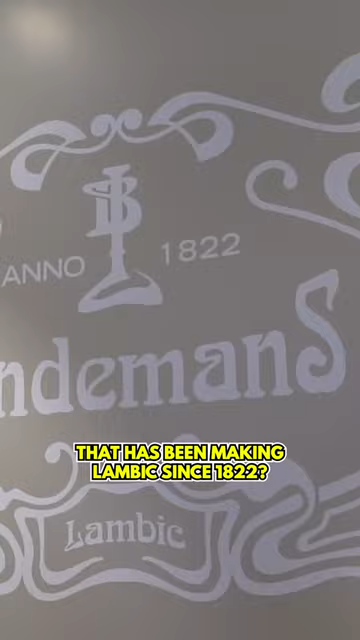 ANNO 1822
ndemanS
THAT HAS BEEN MAKING
LAMBIC SINCE 1822?
Lambic